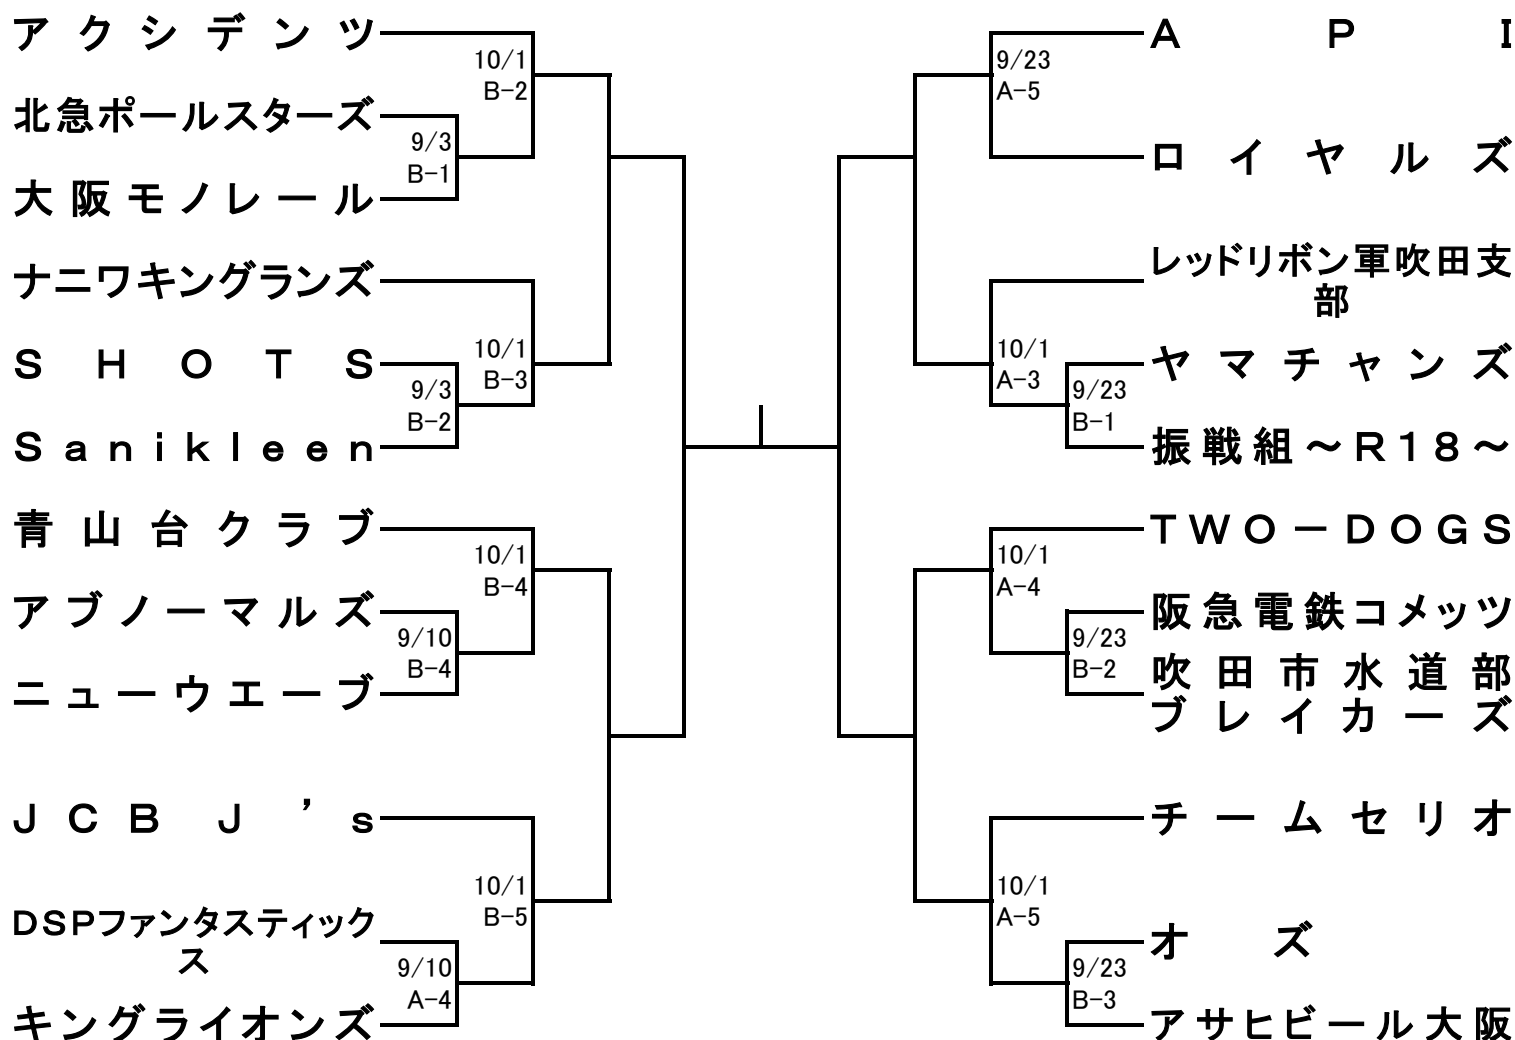 アクシデンツ
10/1
B-2
北急ポールスターズ
9/3
B-1
大阪モノレール
ナニワキングランズ
10/1
B-3
ＳＨＯＴＳ
9/3
B-2
Ｓａｎｉｋｌｅｅｎ
青山台クラブ
10/1
B-4
アブノーマルズ
9/10
B-4
ニューウエーブ
ＪＣＢ Ｊ’ｓ
10/1
B-5
DSPファンタスティック
ス
9/10
A-4
キングライオンズ
ＡＰＩ
9/23
A-5
ロイヤルズ
レッドリボン軍吹田支
部
10/1
A-3
ヤマチャンズ
9/23
B-1
振戦組～Ｒ１８～
ＴＷＯ－ＤＯＧＳ
10/1
A-4
阪急電鉄コメッツ
9/23
B-2
吹田市水道部
ブレイカーズ
チームセリオ
10/1
A-5
オズ
9/23
B-3
アサヒビール大阪